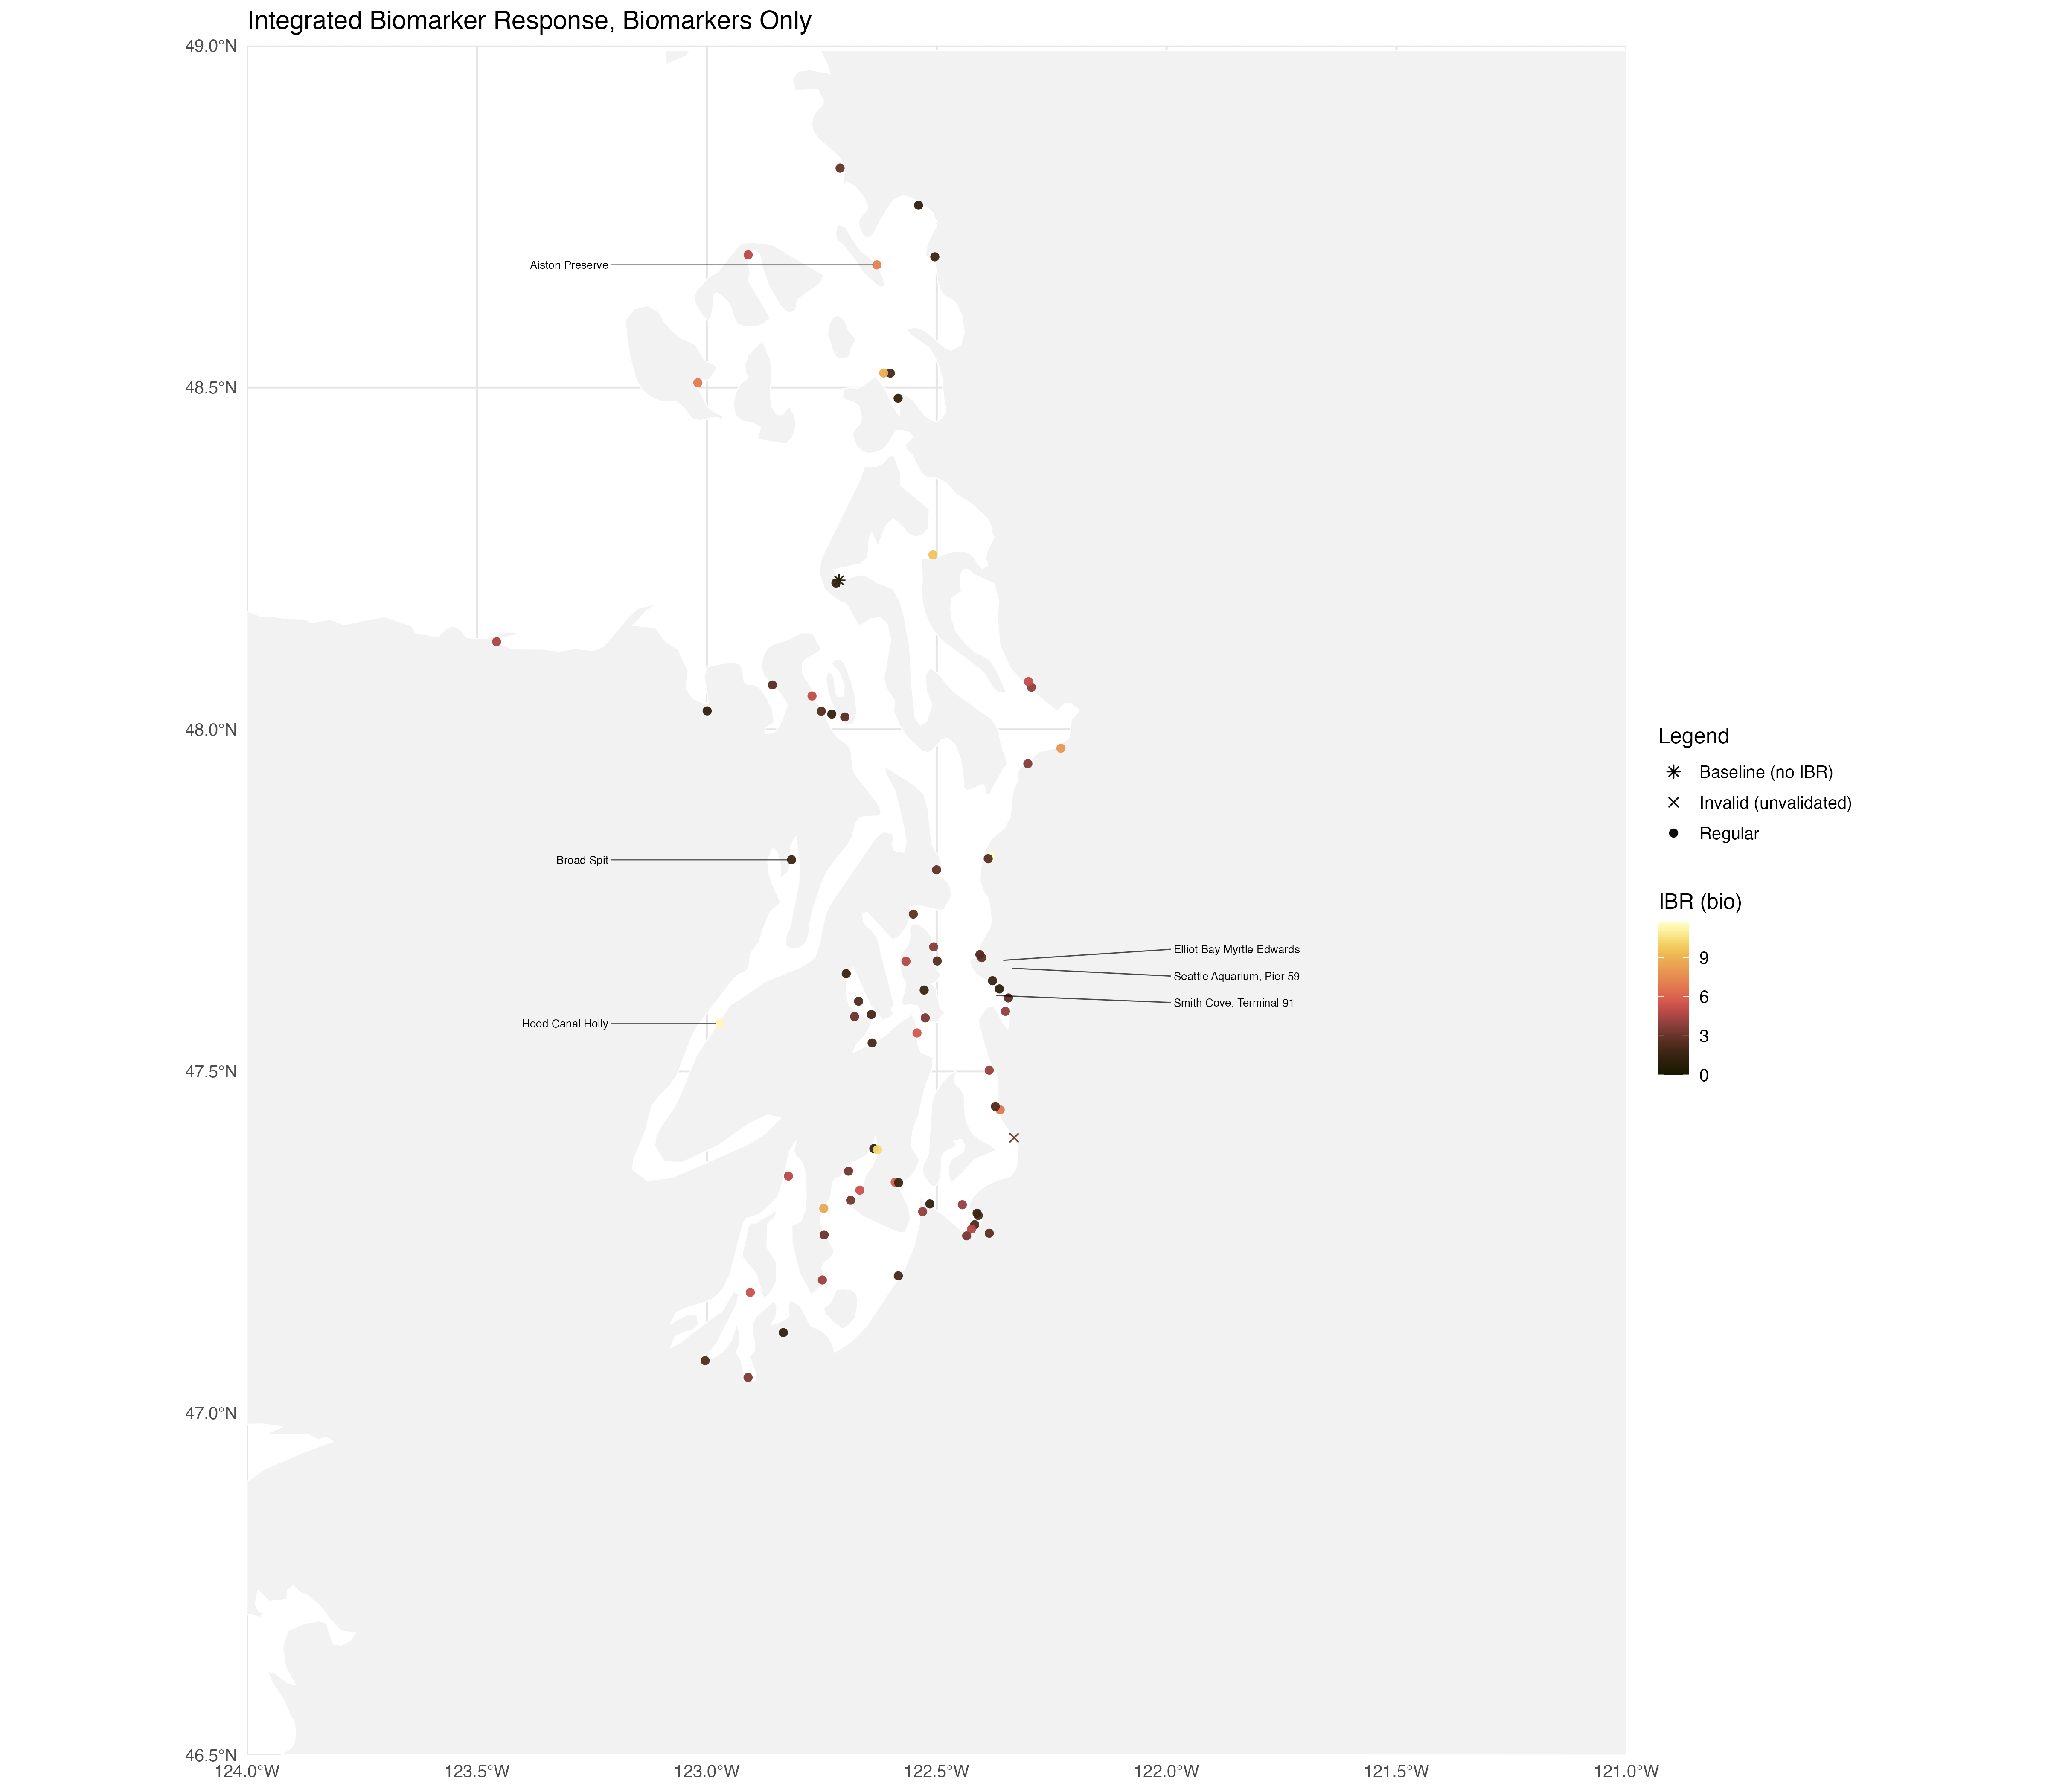 Integrated Biomarker Response, Biomarkers Only
49.0°N
Aiston Preserve
48.5°N
48.0°N
Legend
Baseline (no IBR)
Invalid (unvalidated)
Regular
Broad Spit
IBR (bio)
Elliot Bay Myrtle Edwards
9
Seattle Aquarium, Pier 59
6
Smith Cove, Terminal 91
Hood Canal Holly
3
47.5°N
0
47.0°N
46.5°N
124.0°W 123.5°W 123.0°W 122.5°W 122.0°W 121.5°W 121.0°W